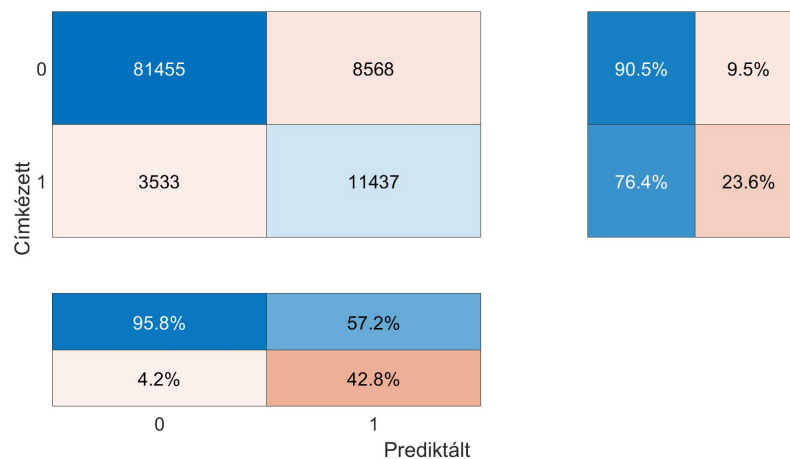 0 81455 8568 90.5% 9.5%
1 3533 11437 76.4% 23.6%
Címkézett
95.8% 57.2%
4.2% 42.8%
0 1
Prediktált